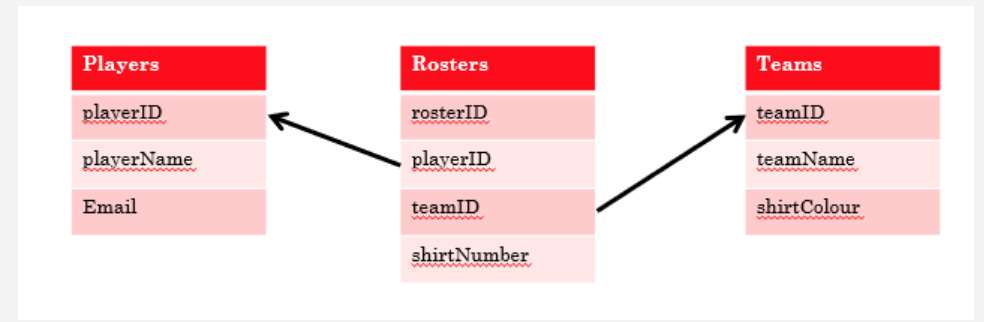 Players
playerID
playerName
Email
Rosters
rosterID
playerID
teamID
shirtNumber
Teams
teamID
teamName
shirtColour